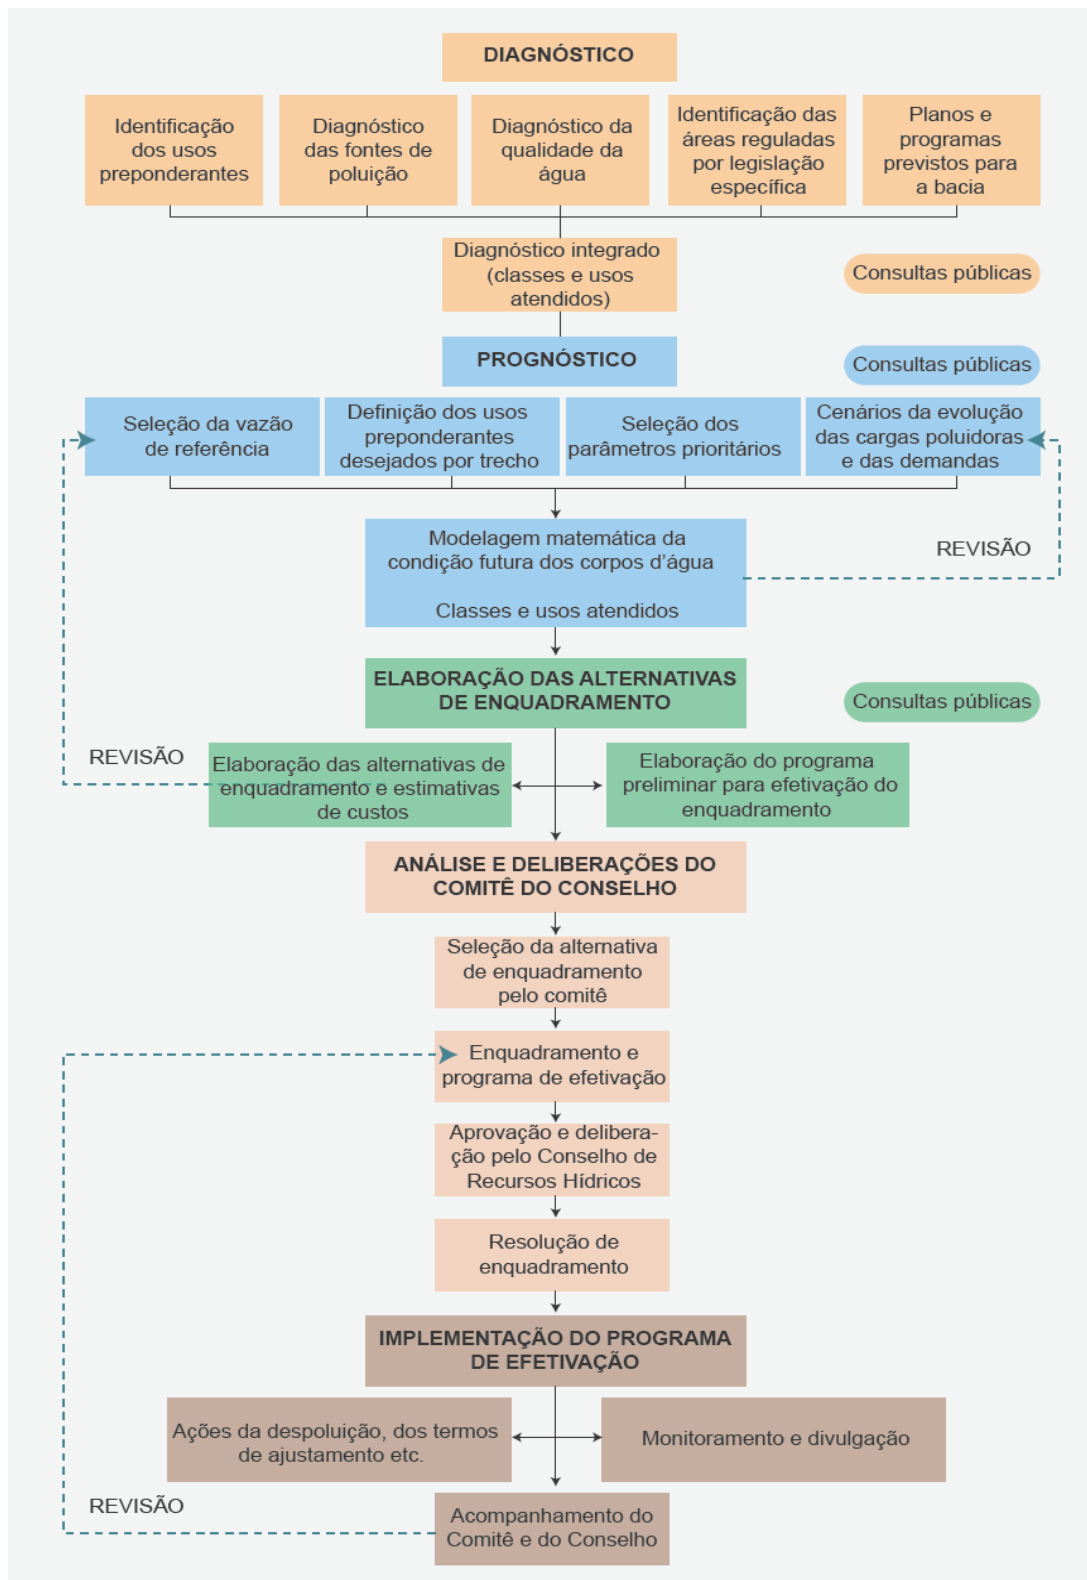 DIAGNÓSTICO
Identificação
dos usos
preponderantes
Diagnóstico
das fontes de
poluição
Diagnóstico da
qualidade da
água
Identificação das
áreas reguladas
por legislação
específica
Planos e
programas
previstos para
a bacia
Diagnóstico integrado
(classes e usos
atendidos)
Consultas públicas
PROGNÓSTICO
Consultas públicas
Seleção da vazão
de referência
Definição dos usos
preponderantes
desejados por trecho
Seleção dos
parâmetros prioritários
Cenários da evolução
das cargas poluidoras
e das demandas
Modelagem matemática da
condição futura dos corpos d’água
Classes e usos atendidos
REVISÃO
ELABORAÇÃO DAS ALTERNATIVAS
DE ENQUADRAMENTO
Consultas públicas
REVISÃO
Elaboração das alternativas de
enquadramento e estimativas
de custos
Elaboração do programa
preliminar para efetivação do
enquadramento
ANÁLISE E DELIBERAÇÕES DO
COMITÊ DO CONSELHO
Seleção da alternativa
de enquadramento
pelo comitê
Enquadramento e
programa de efetivação
Aprovação e delibera-
ção pelo Conselho de
Recursos Hídricos
Resolução de
enquadramento
IMPLEMENTAÇÃO DO PROGRAMA
DE EFETIVAÇÃO
Ações da despoluição, dos termos
de ajustamento etc.
Monitoramento e divulgação
REVISÃO
Acompanhamento do
Comitê e do Conselho